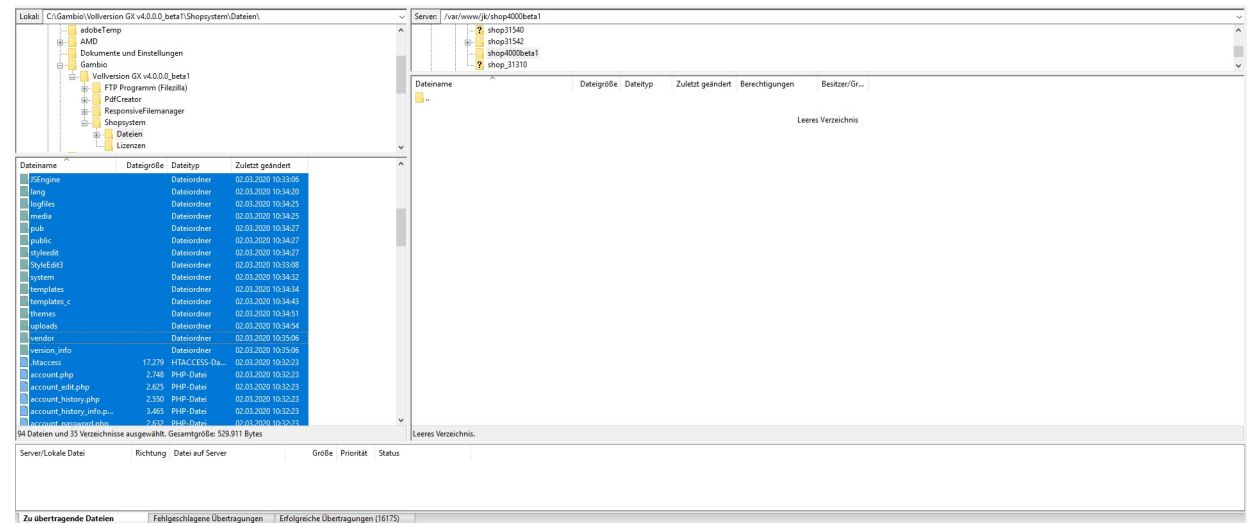 Lokal: C:\Gambio\Vollversion GX v4.0.0.0_beta1\Shopsystem\Dateien\
adobeTemp
AMD
Dokumente und Einstellungen
Gambio
Vollversion GX v4.0.0.0_beta1
FTP Programm (Filezilla)
PdfCreator
ResponsiveFilemanager
Shopsystem
Dateien
Lizenzen
Dateiname Dateigröße Dateityp Zuletzt geändert
JSEngine Dateiordner 02.03.2020 10:33:06
lang Dateiordner 02.03.2020 10:34:20
logfiles Dateiordner 02.03.2020 10:34:25
media Dateiordner 02.03.2020 10:34:25
pub Dateiordner 02.03.2020 10:34:27
public Dateiordner 02.03.2020 10:34:27
styleedit Dateiordner 02.03.2020 10:34:27
StyleEdit3 Dateiordner 02.03.2020 10:33:08
system Dateiordner 02.03.2020 10:34:32
templates Dateiordner 02.03.2020 10:34:34
templates_c Dateiordner 02.03.2020 10:34:43
themes Dateiordner 02.03.2020 10:34:51
uploads Dateiordner 02.03.2020 10:34:54
vendor Dateiordner 02.03.2020 10:35:06
version_info Dateiordner 02.03.2020 10:35:06
.htaccess 17.279 HTACCESS-Da... 02.03.2020 10:32:23
account.php 2.748 PHP-Datei 02.03.2020 10:32:23
account_edit.php 2.625 PHP-Datei 02.03.2020 10:32:23
account_history.php 2.550 PHP-Datei 02.03.2020 10:32:23
account_history_info.p... 3.465 PHP-Datei 02.03.2020 10:32:23
account_password.php 2.632 PHP-Datei 02.03.2020 10:32:23
94 Dateien und 35 Verzeichnisse ausgewählt. Gesamtgröße: 529.911 Bytes
Server: /var/www/jk/shop4000beta1
shop31540
shop31542
shop4000beta1
shop_31310
Dateiname Dateigröße Dateityp Zuletzt geändert Berechtigungen Besitzer/Gr...
..
Leeres Verzeichnis
Leeres Verzeichnis.
Server/Lokale Datei Richtung Datei auf Server Größe Priorität Status
Zu übertragende Dateien Fehlgeschlagene Übertragungen Erfolgreiche Übertragungen (16175)